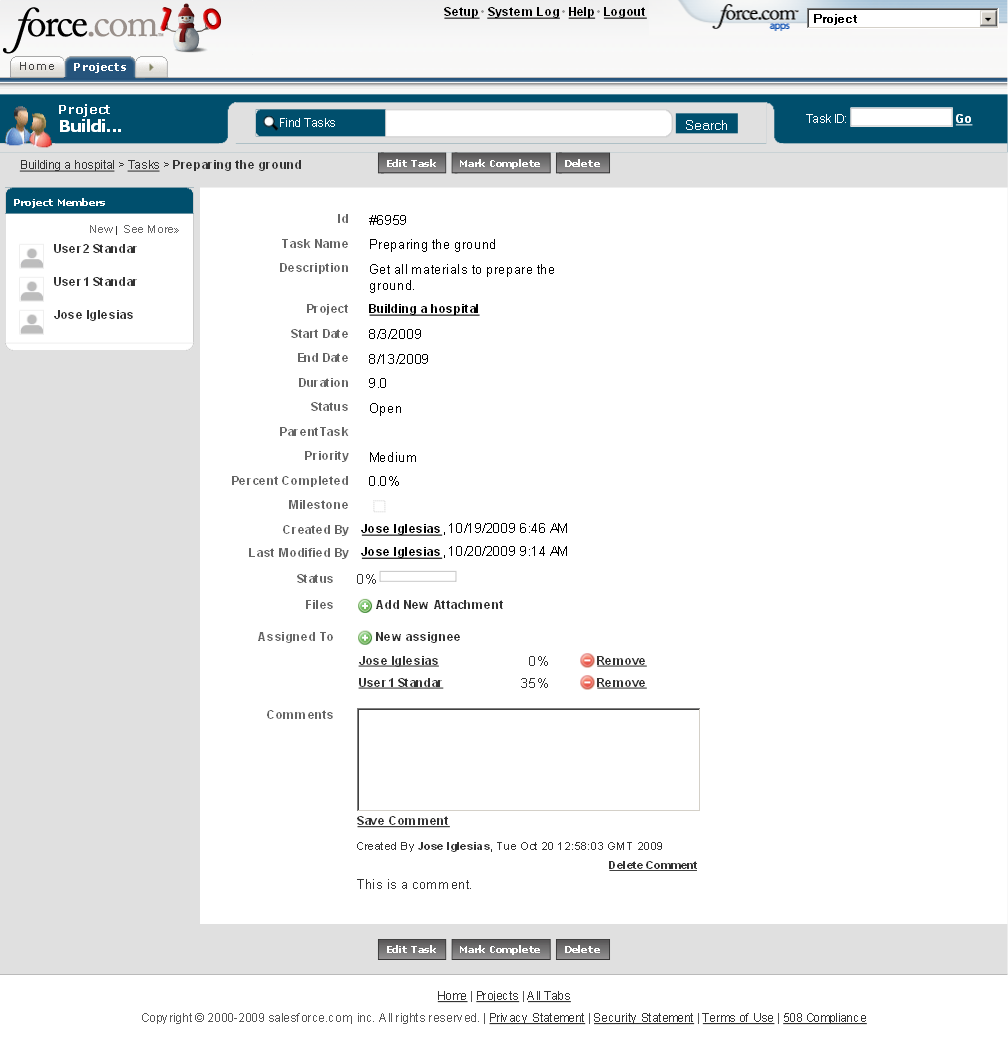 force.com 10
Setup · System Log · Help · Logout
force.com apps
Project
Home Projects
Project
Buildi...
Find Tasks
Search
Task ID:
Go
Building a hospital > Tasks > Preparing the ground
Edit Task Mark Complete Delete
Project Members
New | See More»
User2 Standar
User1 Standar
Jose Iglesias
Id #6959
Task Name Preparing the ground
Description Get all materials to prepare the
ground.
Project Building a hospital
Start Date 8/3/2009
End Date 8/13/2009
Duration 9.0
Status Open
ParentTask
Priority Medium
Percent Completed 0.0%
Milestone
Created By Jose Iglesias, 10/19/2009 6:46 AM
Last Modified By Jose Iglesias, 10/20/2009 9:14 AM
Status 0%
Files Add New Attachment
Assigned To New assignee
Jose Iglesias 0% Remove
User1 Standar 35% Remove
Comments
Save Comment
Created By Jose Iglesias, Tue Oct 20 12:58:03 GMT 2009
Delete Comment
This is a comment.
Edit Task Mark Complete Delete
Home | Projects | All Tabs
Copyright © 2000-2009 salesforce.com, inc. All rights reserved. | Privacy Statement | Security Statement | Terms of Use | 508 Compliance